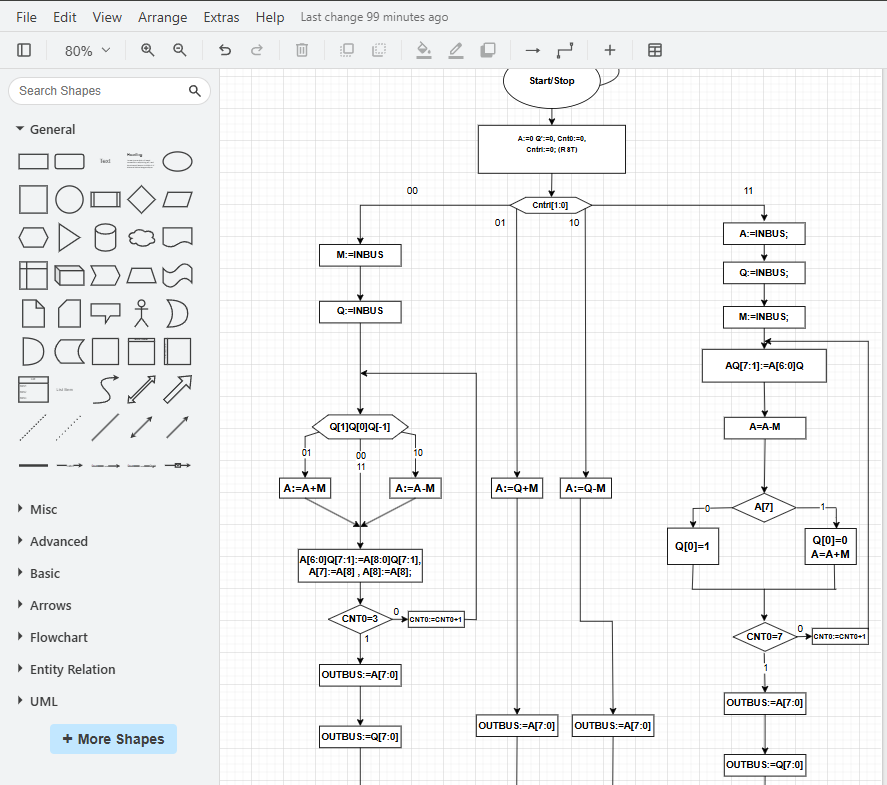 File Edit View Arrange Extras Help Last change 99 minutes ago
80%
Search Shapes
General
Text
Heading
Misc
Advanced
Basic
Arrows
Flowchart
Entity Relation
UML
+ More Shapes
Start/Stop
A:=0 Q':=0, Cnt0:=0,
Cntrl:=0; (RST)
Cntrl[1:0]
00
01
10
11
M:=INBUS
Q:=INBUS
Q[1]Q[0]Q[-1]
01
00
11
10
A:=A+M
A:=A-M
A[6:0]Q[7:1]:=A[8:0]Q[7:1],
A[7]:=A[8] , A[8]:=A[8];
CNT0=3
0
CNT0:=CNT0+1
1
OUTBUS:=A[7:0]
OUTBUS:=Q[7:0]
A:=Q+M
A:=Q-M
OUTBUS:=A[7:0]
OUTBUS:=A[7:0]
A:=INBUS;
Q:=INBUS;
M:=INBUS;
AQ[7:1]:=A[6:0]Q
A=A-M
A[7]
0
1
Q[0]=1
Q[0]=0
A=A+M
CNT0=7
0
CNT0:=CNT0+1
1
OUTBUS:=A[7:0]
OUTBUS:=Q[7:0]